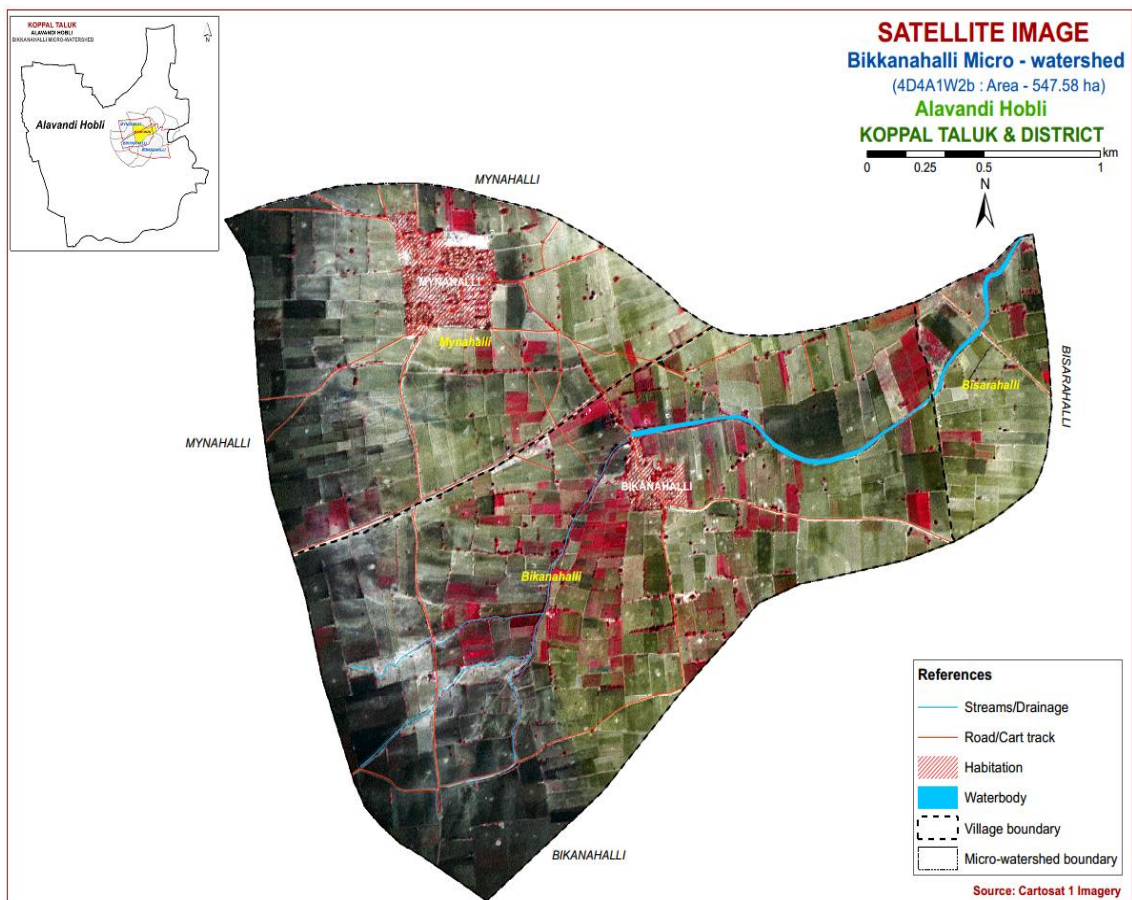 KOPPAL TALUK
ALAVANDI HOBLI
BIKKANAHALLI MICRO-WATERSHED
N
Alavandi Hobli
SATELLITE IMAGE
Bikkanahalli Micro - watershed
(4D4A1W2b : Area - 547.58 ha)
Alavandi Hobli
KOPPAL TALUK & DISTRICT
km
0 0.25 0.5 1
N
MYNAHALLI
MYNAHALLI
Mynahalli
BISARAHALLI
Bisarahalli
MYNAHALLI
BIKANAHALLI
Bikanahalli
BIKANAHALLI
References
Streams/Drainage
Road/Cart track
Habitation
Waterbody
Village boundary
Micro-watershed boundary
Source: Cartosat 1 Imagery